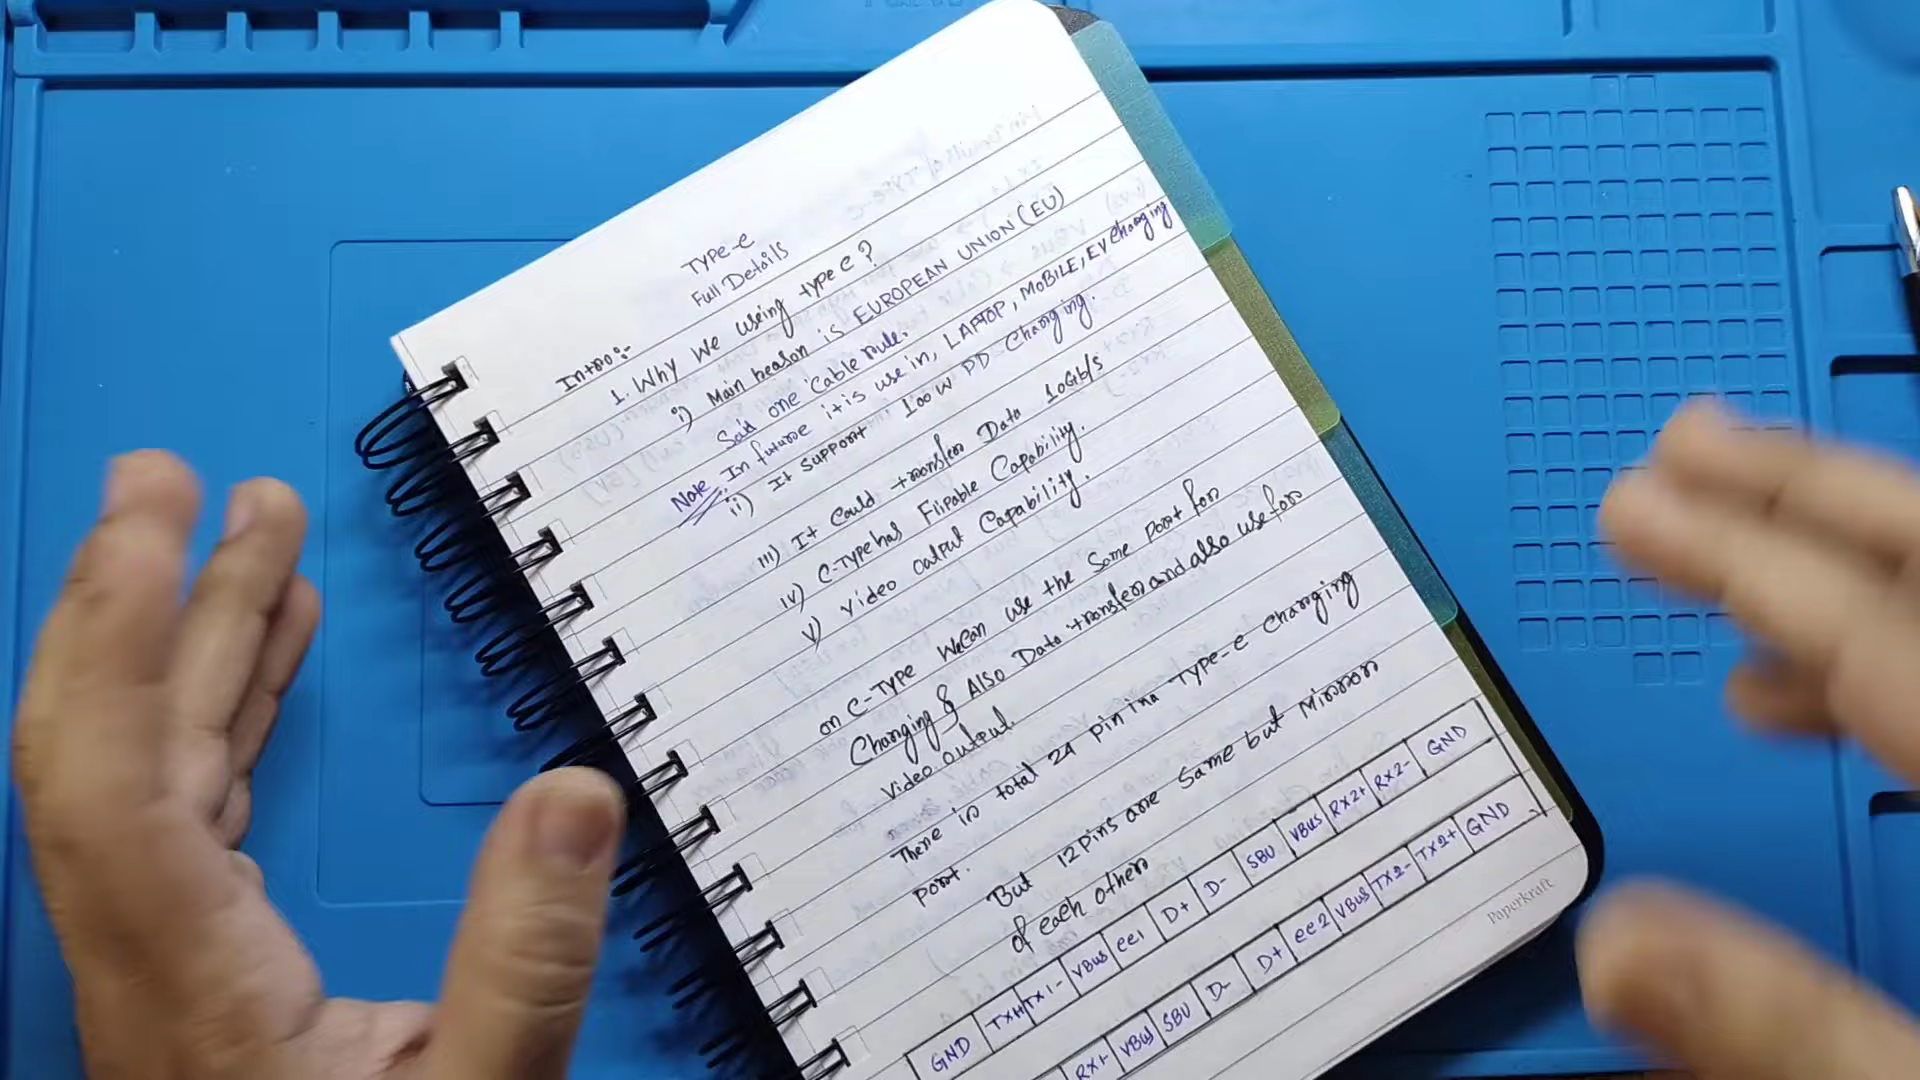 Type-c
Full Details
Intro:-
1. Why We useing type c?
i) Main reason is EUROPEAN UNION (EU)
Said one Cable rule.
Note In future it is use in, LAPTOP, MOBILE, EV Charging
ii) It support 100W PD Charging.
iii) It Could transfer Data 10Gb/s
iv) C-Type has Flipable Capability.
v) Video output Capability.
on C-Type We Can use the Same Port for
Charging & Also Data transfer and also use for
Video output.
There is total 24 pin in a Type-c Charging
port.
But 12 pins are Same but Mirror
of each other
GND TX1+ TX1- VBUS cc1 D+ D- SBU VBUS RX2+ RX2- GND
RX1- VBUS SBU D- D+ cc2 VBUS TX2- TX2+ GND
Paperkraft